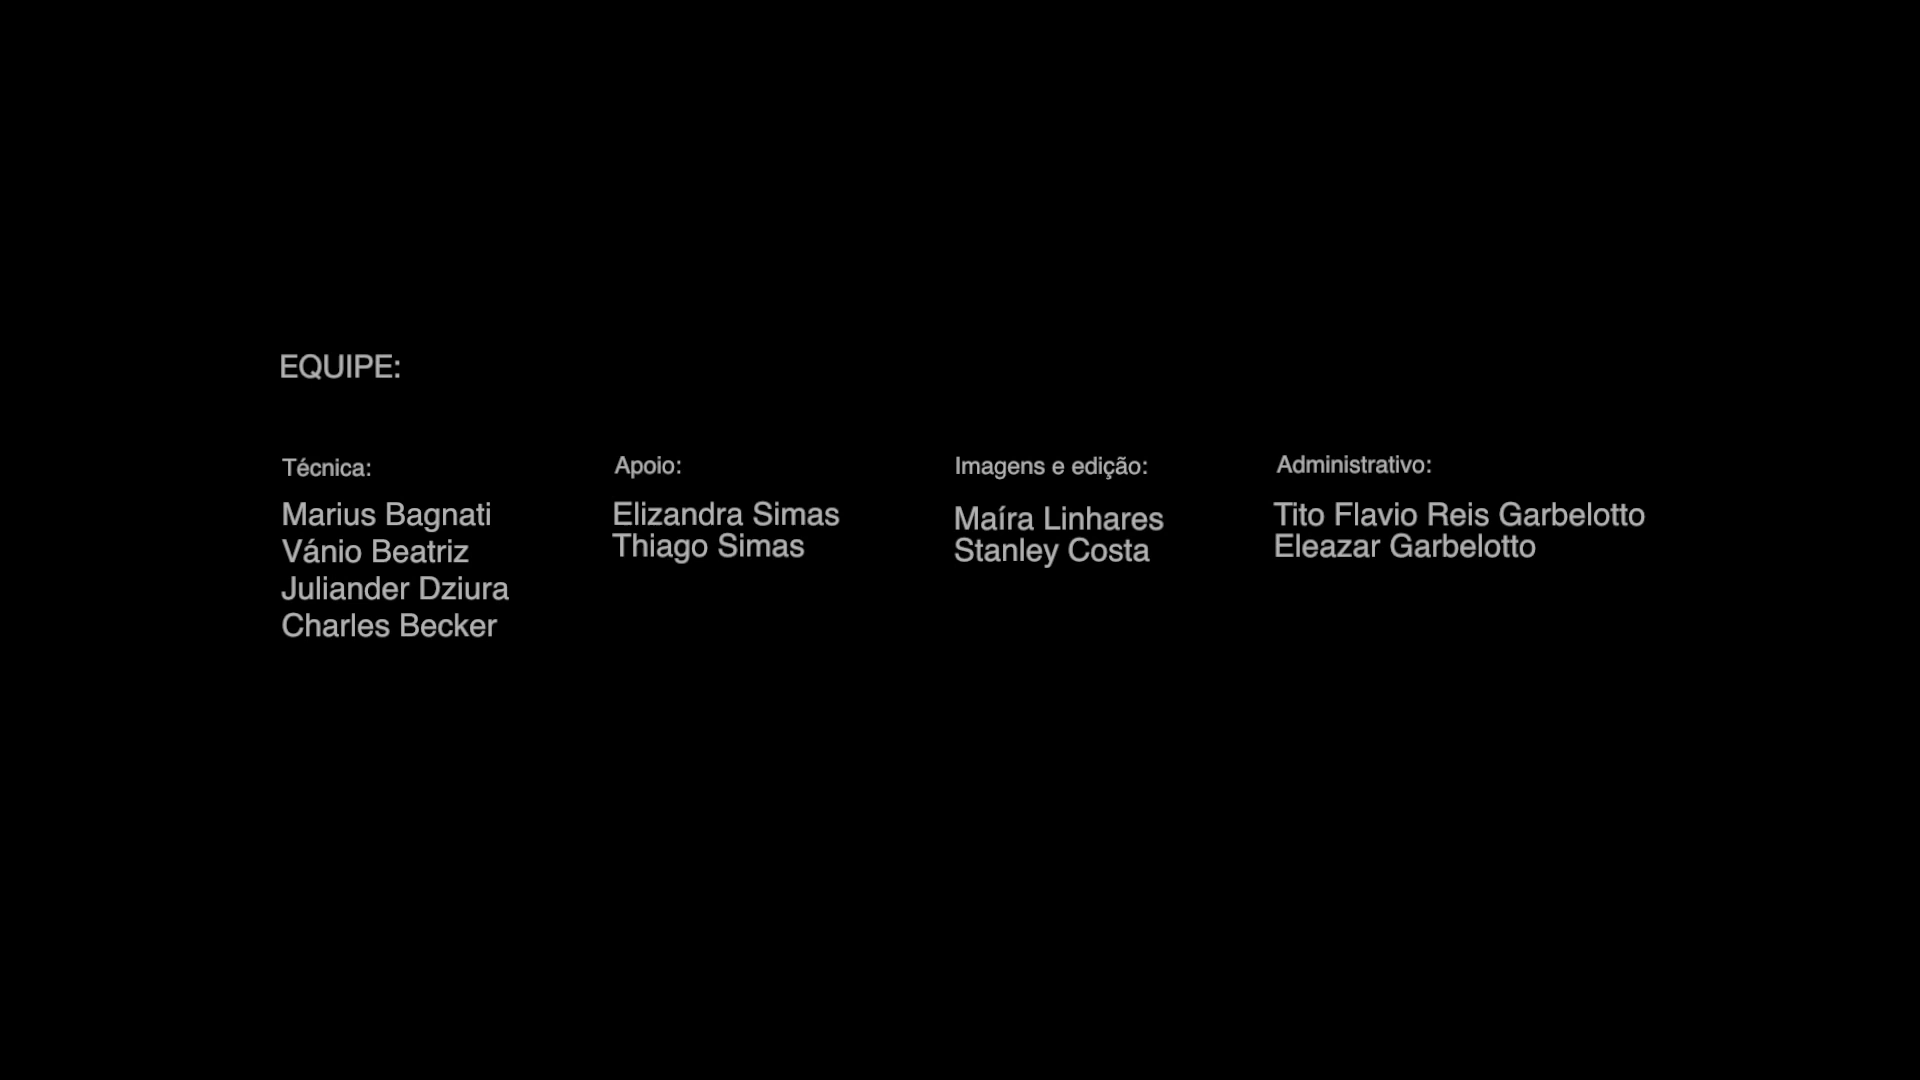 EQUIPE:
Técnica:
Marius Bagnati
Vánio Beatriz
Juliander Dziura
Charles Becker
Apoio:
Elizandra Simas
Thiago Simas
Imagens e edição:
Maíra Linhares
Stanley Costa
Administrativo:
Tito Flavio Reis Garbelotto
Eleazar Garbelotto